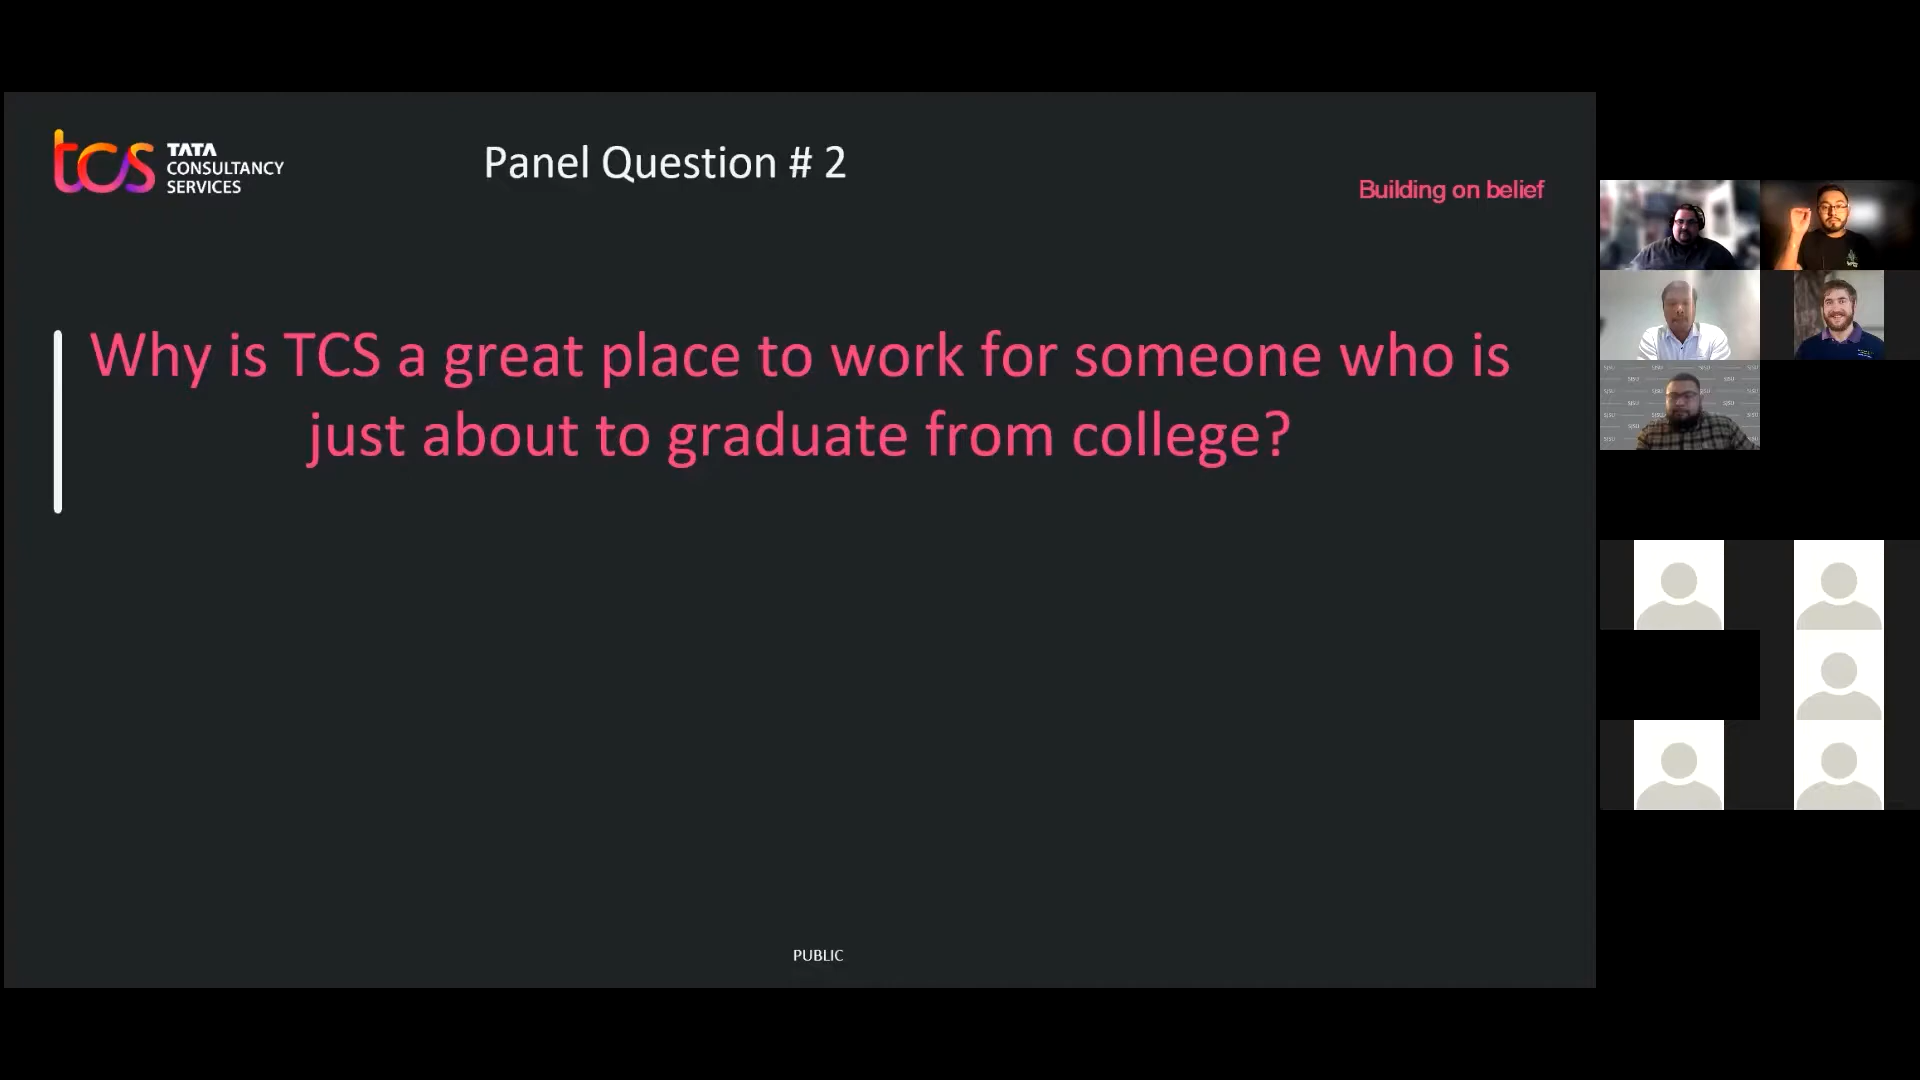 tcs
TATA
CONSULTANCY
SERVICES
Panel Question # 2
Building on belief
Why is TCS a great place to work for someone who is
just about to graduate from college?
PUBLIC